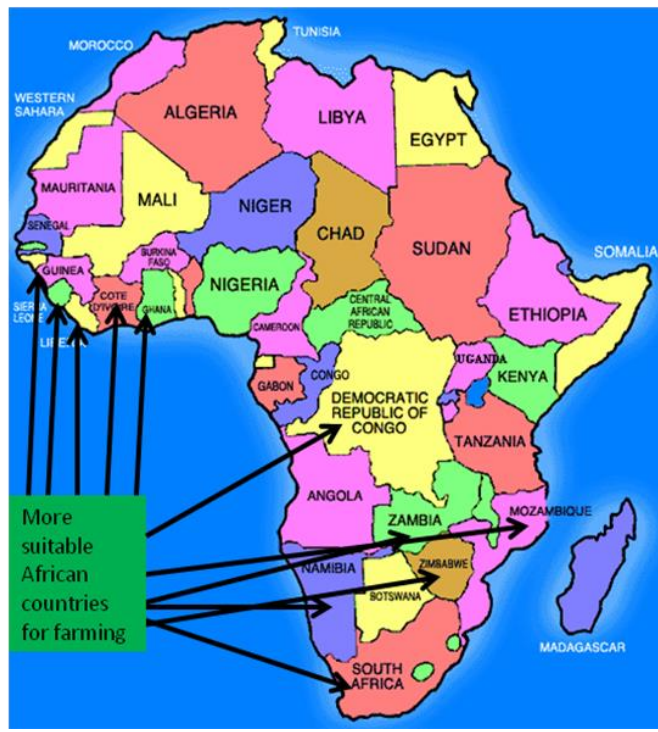 TUNISIA
MOROCCO
WESTERN
SAHARA
ALGERIA
LIBYA
EGYPT
MAURITANIA
MALI
NIGER
CHAD
SUDAN
SENEGAL
BURKINA
FASO
SOMALIA
GUINEA
NIGERIA
SIERRA
LEONE
COTE
D'IVOIRE
GHANA
CENTRAL
AFRICAN
REPUBLIC
ETHIOPIA
CAMEROON
UGANDA
KENYA
GABON
CONGO
DEMOCRATIC
REPUBLIC OF
CONGO
TANZANIA
ANGOLA
ZAMBIA
MOZAMBIQUE
NAMIBIA
ZIMBABWE
BOTSWANA
SOUTH
AFRICA
MADAGASCAR
More
suitable
African
countries
for farming